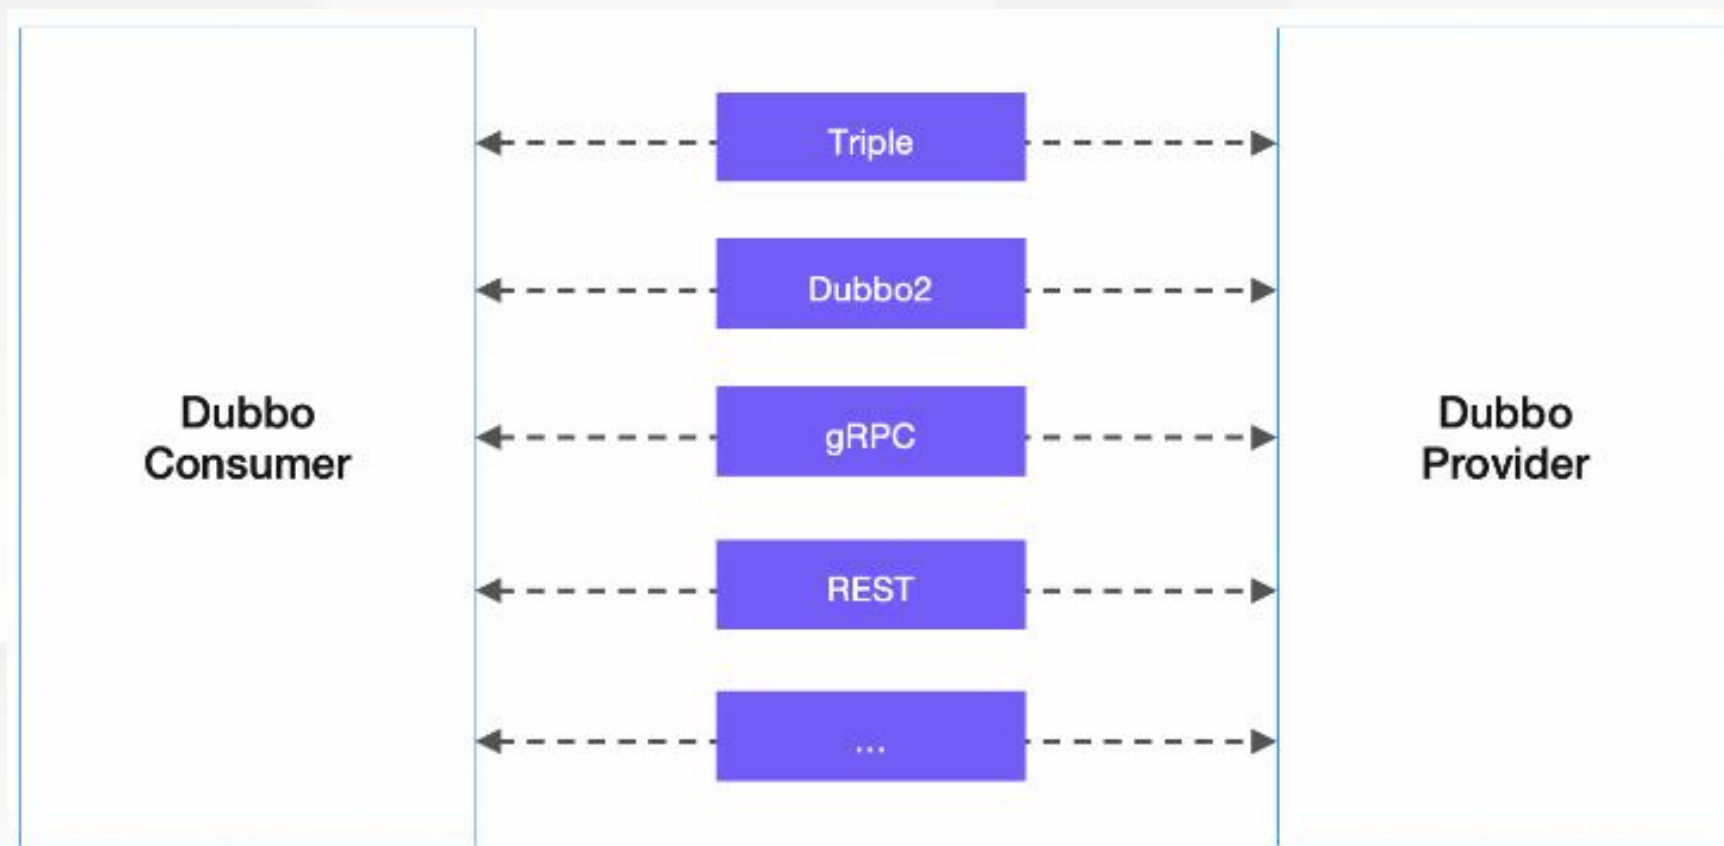 Dubbo
Consumer
Triple
Dubbo2
gRPC
REST
...
Dubbo
Provider